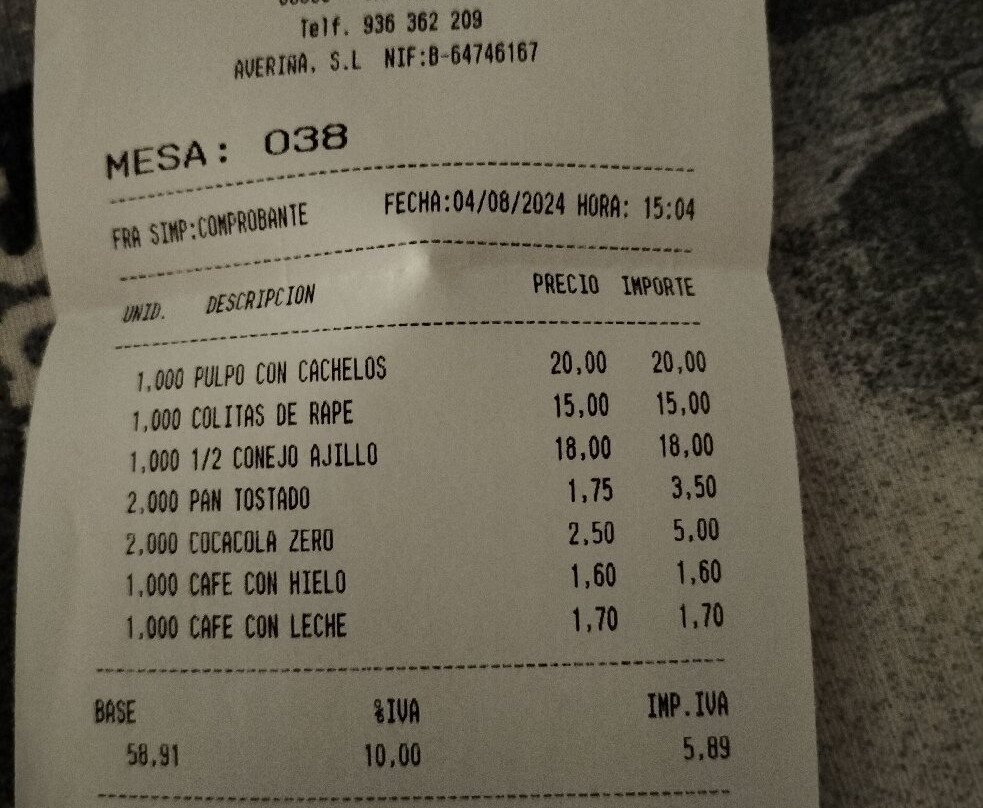 Telf. 936 362 209
AVERIÑA, S.L NIF:B-64746167
MESA: 038
FRA SIMP:COMPROBANTE FECHA:04/08/2024 HORA: 15:04
UNID. DESCRIPCION PRECIO IMPORTE
1,000 PULPO CON CACHELOS 20,00 20,00
1,000 COLITAS DE RAPE 15,00 15,00
1,000 1/2 CONEJO AJILLO 18,00 18,00
2,000 PAN TOSTADO 1,75 3,50
2,000 COCACOLA ZERO 2,50 5,00
1,000 CAFE CON HIELO 1,60 1,60
1,000 CAFE CON LECHE 1,70 1,70
BASE %IVA IMP.IVA
58,91 10,00 5,89